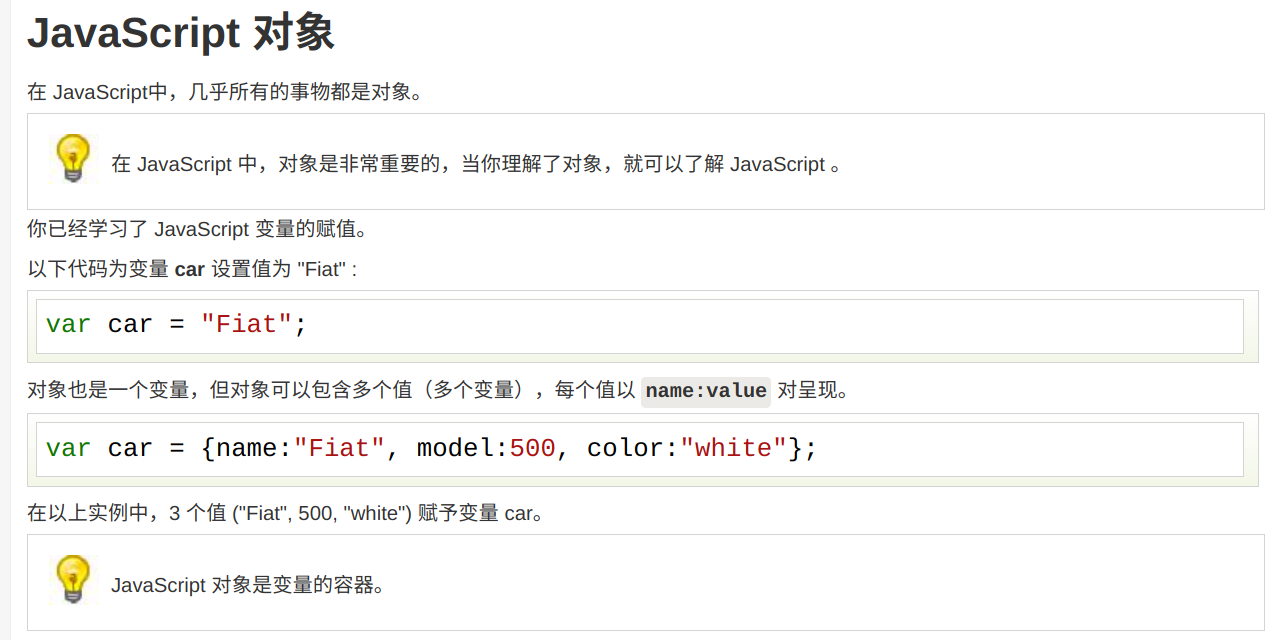 JavaScript 对象
在 JavaScript中，几乎所有的事物都是对象。
在 JavaScript 中，对象是非常重要的，当你理解了对象，就可以了解 JavaScript 。
你已经学习了 JavaScript 变量的赋值。
以下代码为变量 car 设置值为 "Fiat" :
var car = "Fiat";
对象也是一个变量，但对象可以包含多个值（多个变量），每个值以 name:value 对呈现。
var car = {name:"Fiat", model:500, color:"white"};
在以上实例中，3 个值 ("Fiat", 500, "white") 赋予变量 car。
JavaScript 对象是变量的容器。